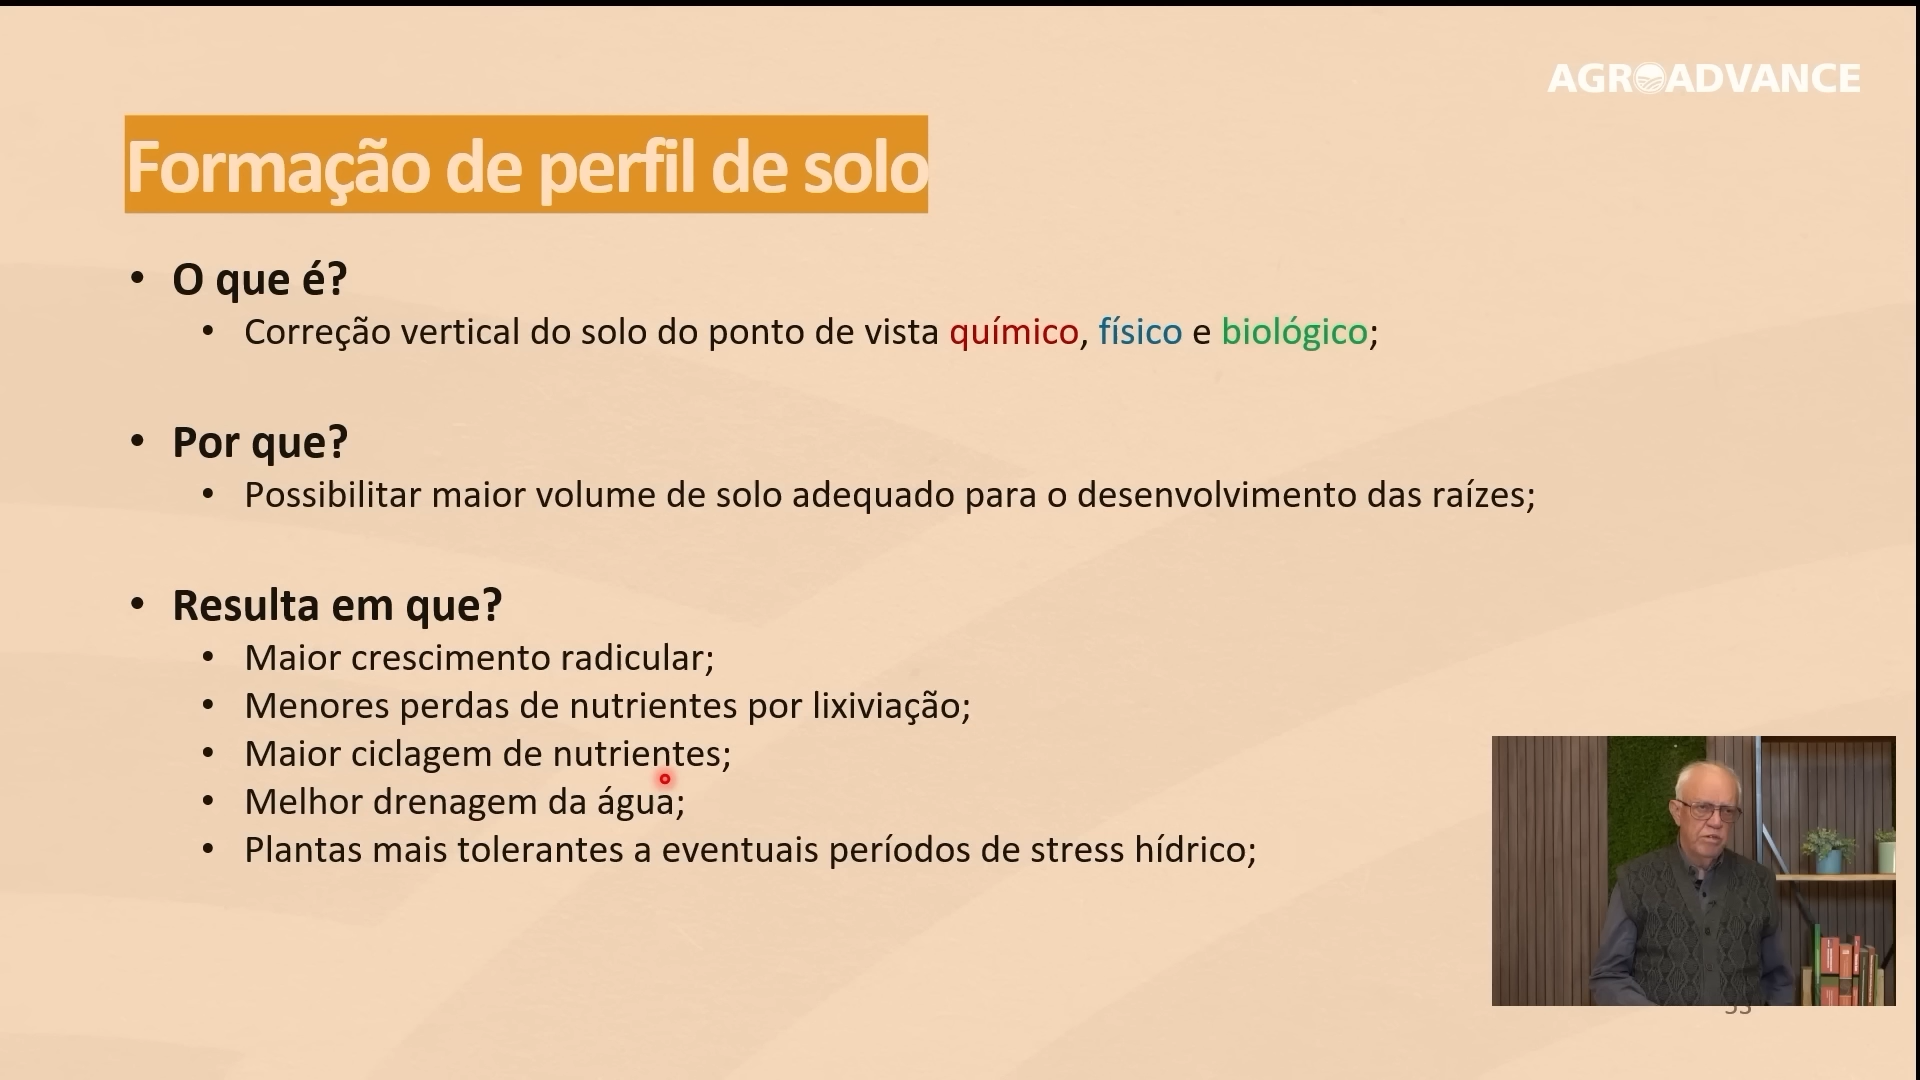 AGROADVANCE
Formação de perfil de solo
• O que é?
• Correção vertical do solo do ponto de vista químico, físico e biológico;
• Por que?
• Possibilitar maior volume de solo adequado para o desenvolvimento das raízes;
• Resulta em que?
• Maior crescimento radicular;
• Menores perdas de nutrientes por lixiviação;
• Maior ciclagem de nutrientes;
• Melhor drenagem da água;
• Plantas mais tolerantes a eventuais períodos de stress hídrico;